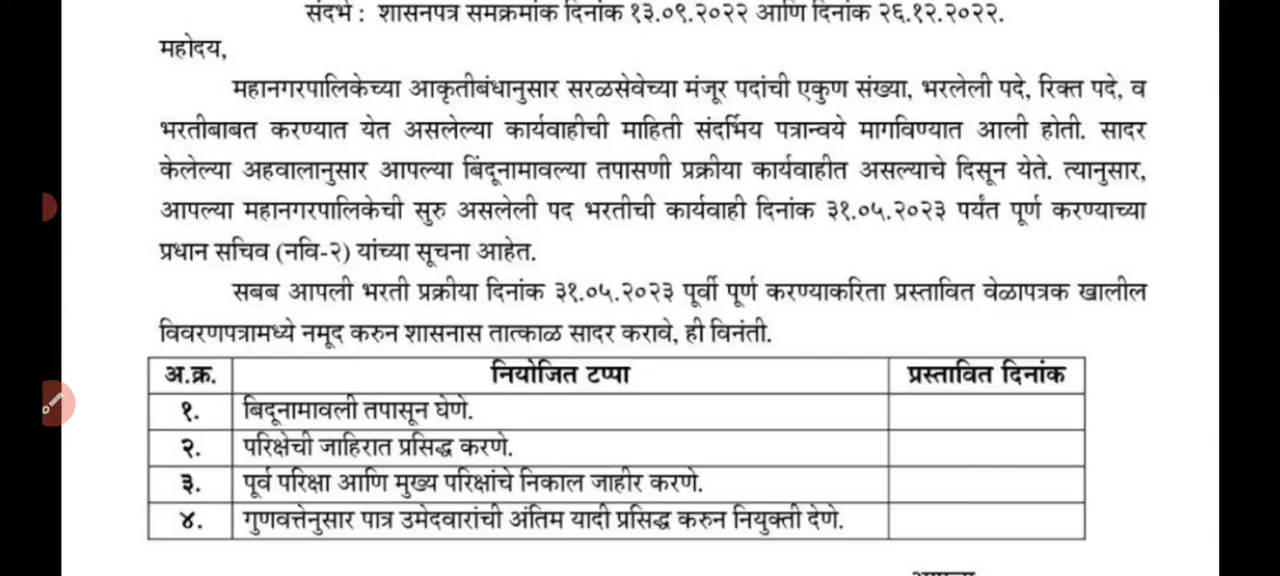 संदर्भ : शासनपत्र समक्रमांक दिनांक १३.०९.२०२२ आणि दिनांक २६.१२.२०२२.
महोदय,
महानगरपालिकेच्या आकृतीबंधानुसार सरळसेवेच्या मंजूर पदांची एकुण संख्या, भरलेली पदे, रिक्त पदे, व
भरतीबाबत करण्यात येत असलेल्या कार्यवाहीची माहिती संदर्भिय पत्रान्वये मागविण्यात आली होती. सादर
केलेल्या अहवालानुसार आपल्या बिंदूनामावल्या तपासणी प्रक्रीया कार्यवाहीत असल्याचे दिसून येते. त्यानुसार,
आपल्या महानगरपालिकेची सुरु असलेली पद भरतीची कार्यवाही दिनांक ३१.०५.२०२३ पर्यंत पूर्ण करण्याच्या
प्रधान सचिव (नवि-२) यांच्या सूचना आहेत.
सबब आपली भरती प्रक्रीया दिनांक ३१.०५.२०२३ पूर्वी पूर्ण करण्याकरिता प्रस्तावित वेळापत्रक खालील
विवरणपत्रामध्ये नमूद करुन शासनास तात्काळ सादर करावे, ही विनंती.
अ.क्र. नियोजित टप्पा प्रस्तावित दिनांक
१. बिदूनामावली तपासून घेणे.
२. परिक्षेची जाहिरात प्रसिद्ध करणे.
३. पूर्व परिक्षा आणि मुख्य परिक्षांचे निकाल जाहीर करणे.
४. गुणवत्तेनुसार पात्र उमेदवारांची अंतिम यादी प्रसिद्ध करुन नियुक्ती देणे.